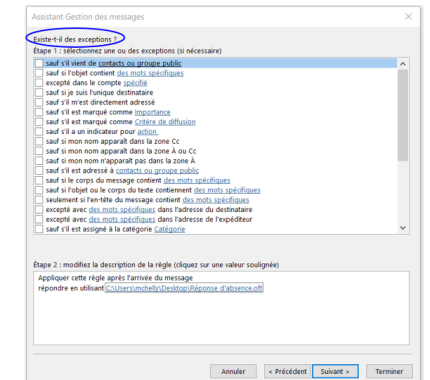 Assistant Gestion des messages
Existe-t-il des exceptions ?
Étape 1 : sélectionnez une ou des exceptions (si nécessaire)
sauf s'il vient de contacts ou groupe public
sauf si l'objet contient des mots spécifiques
excepté dans le compte spécifié
sauf si je suis l'unique destinataire
sauf s'il m'est directement adressé
sauf s'il est marqué comme importance
sauf s'il est marqué comme Critère de diffusion
sauf s'il a un indicateur pour action
sauf si mon nom apparaît dans la zone Cc
sauf si mon nom apparaît dans la zone À ou Cc
sauf si mon nom n'apparaît pas dans la zone À
sauf s'il est adressé à contacts ou groupe public
sauf si le corps du message contient des mots spécifiques
sauf si l'objet ou le corps du texte contiennent des mots spécifiques
seulement si l'en-tête du message contient des mots spécifiques
excepté avec des mots spécifiques dans l'adresse du destinataire
excepté avec des mots spécifiques dans l'adresse de l'expéditeur
sauf s'il est assigné à la catégorie Catégorie
Étape 2 : modifiez la description de la règle (cliquez sur une valeur soulignée)
Appliquer cette règle après l'arrivée du message
répondre en utilisant C:\Users\mchelly\Desktop\Réponse d'absence.oft
Annuler < Précédent Suivant > Terminer